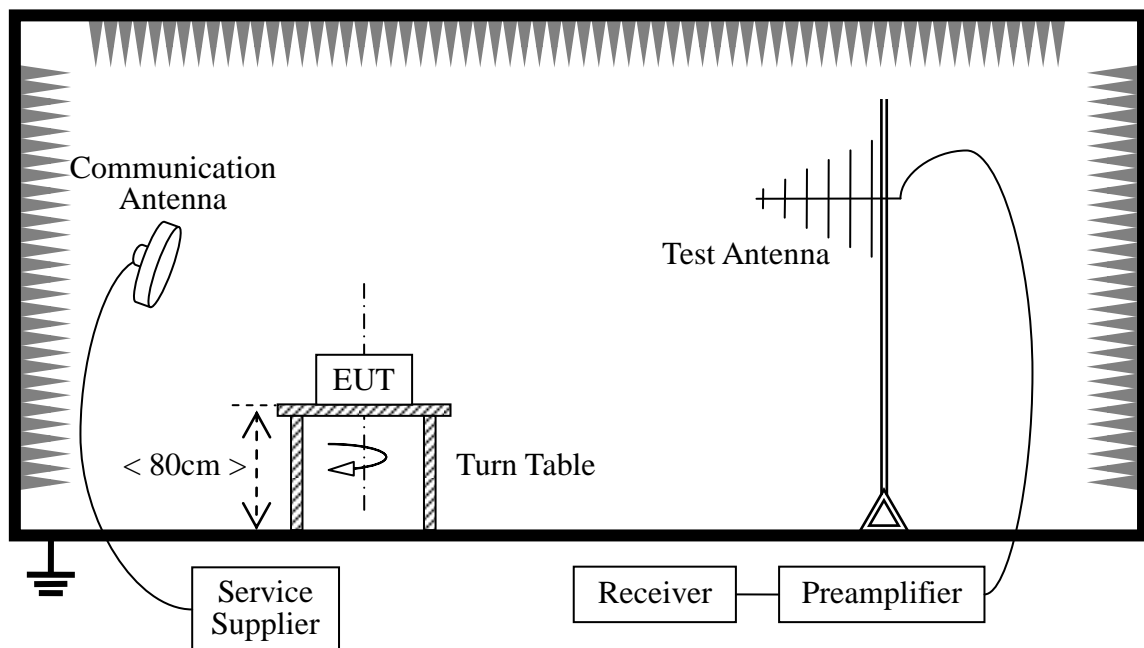 Communication
Antenna
Test Antenna
EUT
< 80cm >
Turn Table
Service
Supplier
Receiver
Preamplifier